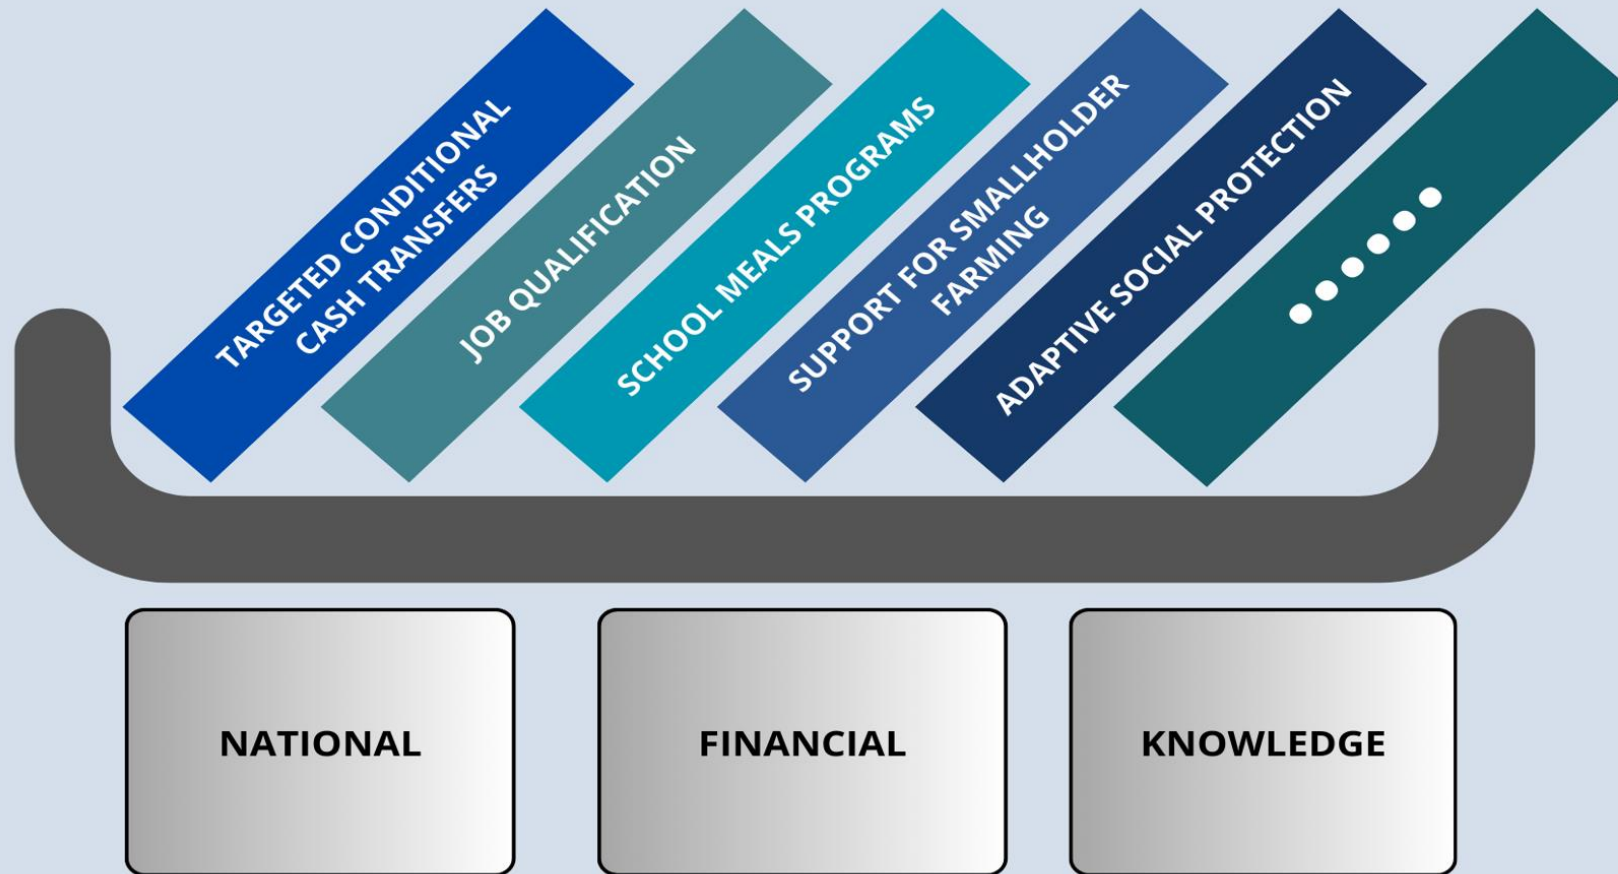 TARGETED CONDITIONAL
CASH TRANSFERS
JOB QUALIFICATION
SCHOOL MEALS PROGRAMS
SUPPORT FOR SMALLHOLDER
FARMING
ADAPTIVE SOCIAL PROTECTION
NATIONAL
FINANCIAL
KNOWLEDGE